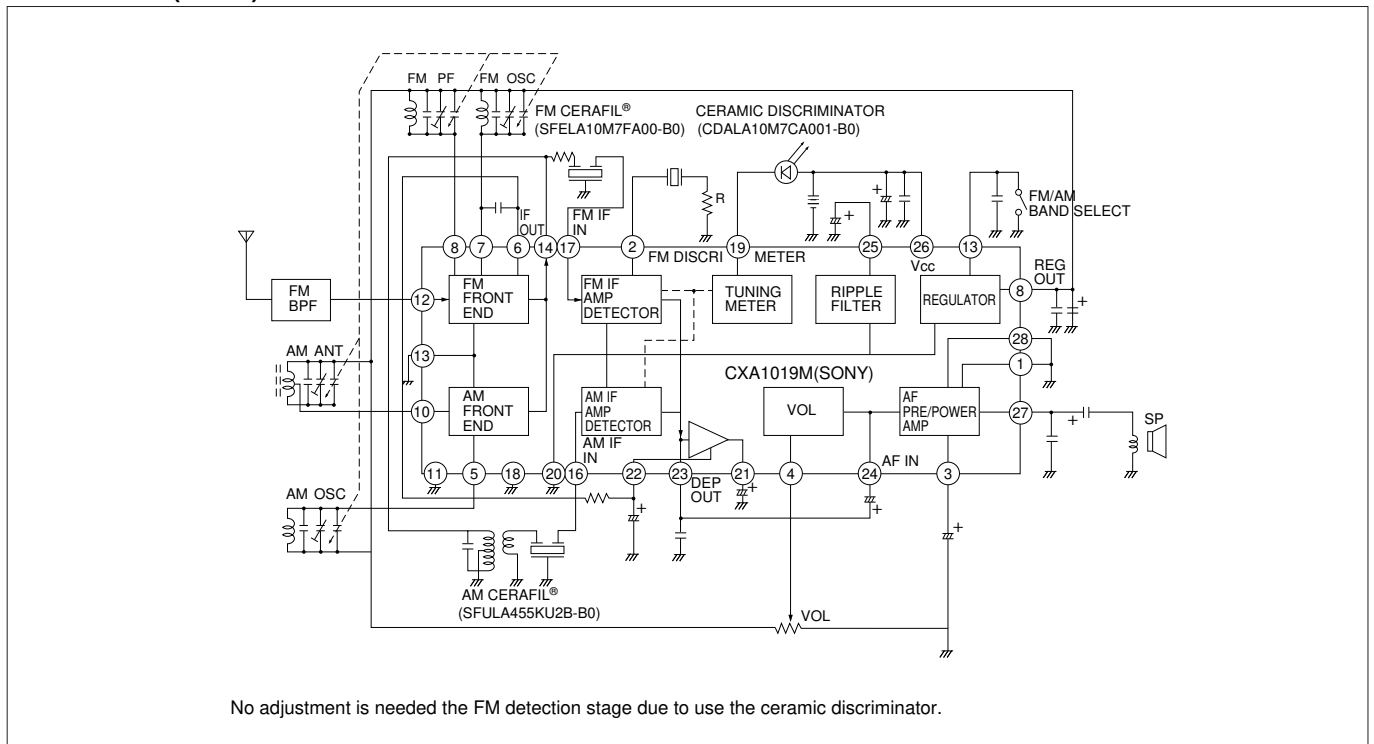 FM PF FM OSC
FM CERAFIL®
(SFELA10M7FA00-B0)
CERAMIC DISCRIMINATOR
(CDALA10M7CA001-B0)
R
IF
OUT
FM IF
IN
FM/AM
BAND SELECT
8 7 6 14 17 2 19 25 26 13
FM DISCRI METER
Vcc
REG
OUT
8
FM
BPF
12
FM
FRONT
END
FM IF
AMP
DETECTOR
TUNING
METER
RIPPLE
FILTER
REGULATOR
13
28
1
AM ANT
CXA1019M(SONY)
10
AM
FRONT
END
AM IF
AMP
DETECTOR
VOL
AF
PRE/POWER
AMP
27
+
SP
AM IF
IN
11 5 18 20 16 22 23 21 4 24 3
DEP
OUT
AF IN
AM OSC
AM CERAFIL®
(SFULA455KU2B-B0)
VOL
No adjustment is needed the FM detection stage due to use the ceramic discriminator.